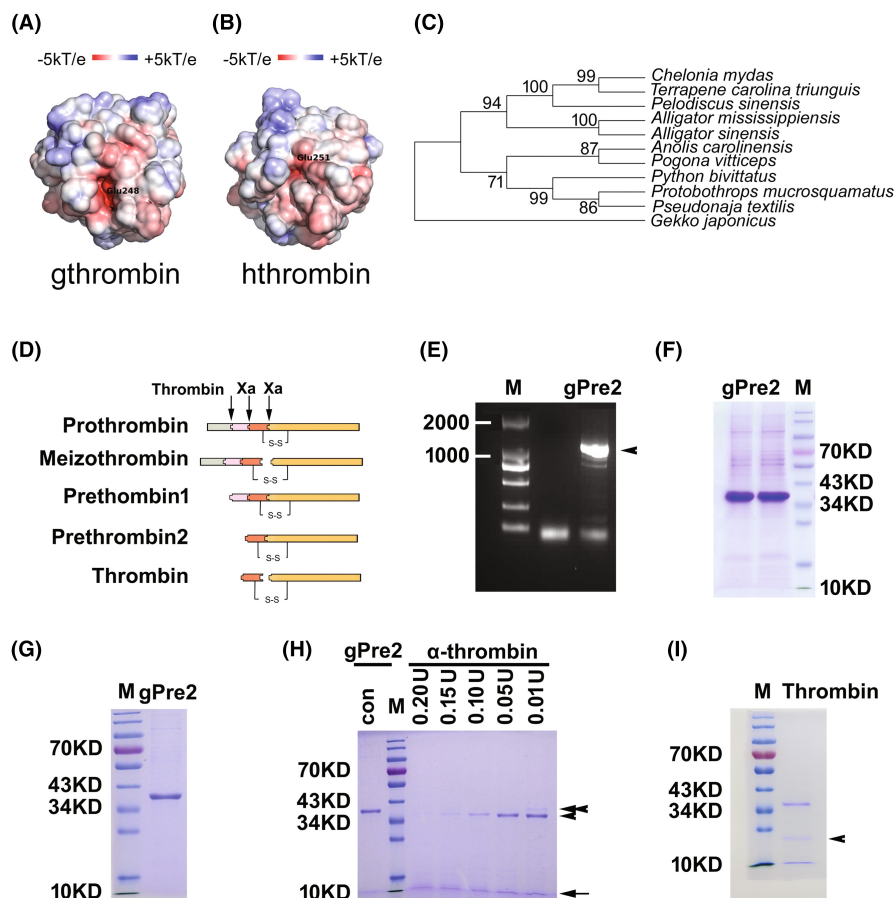 (A)
-5kT/e +5kT/e
Glu248
gthrombin
(B)
-5kT/e +5kT/e
Glu251
hthrombin
(C)
99
100
94
100
87
71
99
86
Chelonia mydas
Terrapene carolina triunguis
Pelodiscus sinensis
Alligator mississippiensis
Alligator sinensis
Anolis carolinensis
Pogona vitticeps
Python bivittatus
Protobothrops mucrosquamatus
Pseudonaja textilis
Gekko japonicus
(D)
Thrombin Xa Xa
Prothrombin
S-S
Meizothrombin
S-S
Prethombin1
S-S
Prethrombin2
S-S
Thrombin
S-S
(E)
M gPre2
2000
1000
(F)
gPre2 M
70KD
43KD
34KD
10KD
(G)
M gPre2
70KD
43KD
34KD
10KD
(H)
gPre2 α-thrombin
con M 0.20U 0.15U 0.10U 0.05U 0.01U
70KD
43KD
34KD
10KD
(I)
M Thrombin
70KD
43KD
34KD
10KD